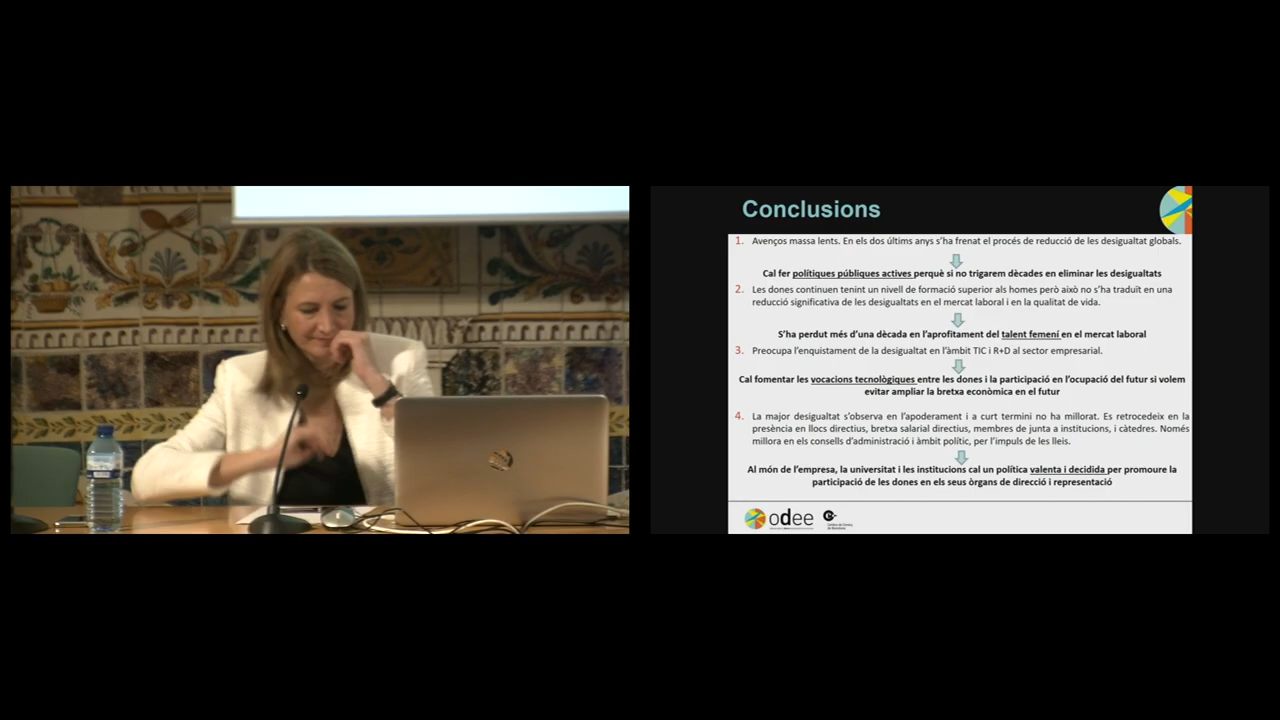 Conclusions
1. Avenços massa lents. En els dos últims anys s'ha frenat el procés de reducció de les desigualtat globals.
Cal fer polítiques públiques actives perquè si no trigarem dècades en eliminar les desigualtats
2. Les dones continuen tenint un nivell de formació superior als homes però això no s'ha traduït en una
reducció significativa de les desigualtats en el mercat laboral i en la qualitat de vida.
S'ha perdut més d'una dècada en l'aprofitament del talent femení en el mercat laboral
3. Preocupa l'enquistament de la desigualtat en l'àmbit TIC i R+D al sector empresarial.
Cal fomentar les vocacions tecnològiques entre les dones i la participació en l'ocupació del futur si volem
evitar ampliar la bretxa econòmica en el futur
4. La major desigualtat s'observa en l'apoderament i a curt termini no ha millorat. Es retrocedeix en la
presència en llocs directius, bretxa salarial directius, membres de junta a institucions, i càtedres. Només
millora en els consells d'administració i àmbit polític, per l'impuls de les lleis.
Al món de l'empresa, la universitat i les institucions cal un política valenta i decidida per promoure la
participació de les dones en els seus òrgans de direcció i representació
odee